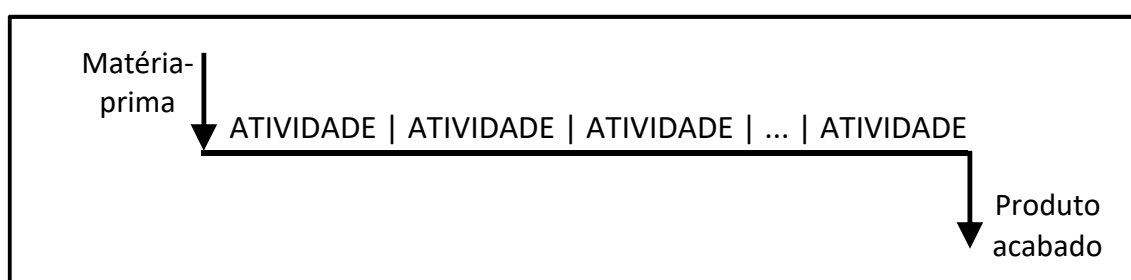 Matéria-
prima
ATIVIDADE | ATIVIDADE | ATIVIDADE | ... | ATIVIDADE
Produto
acabado